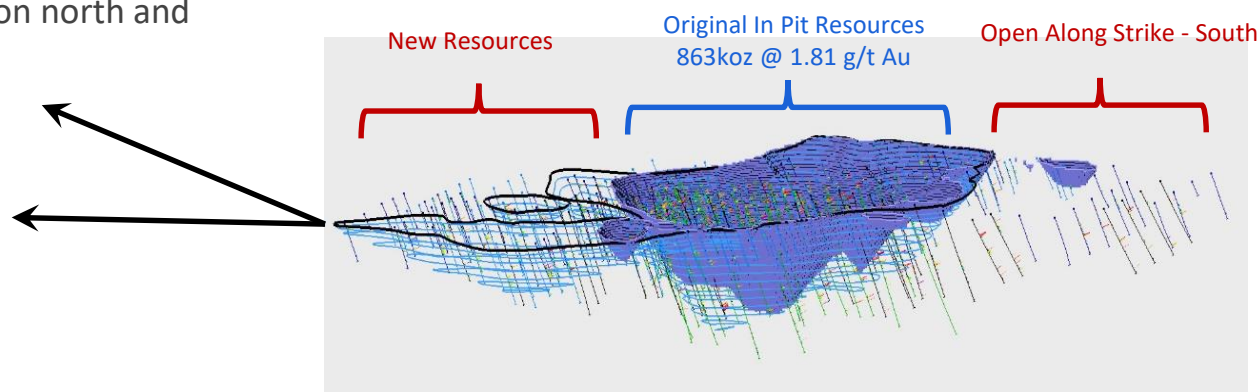 on north and
New Resources
Original In Pit Resources
863koz @ 1.81 g/t Au
Open Along Strike - South